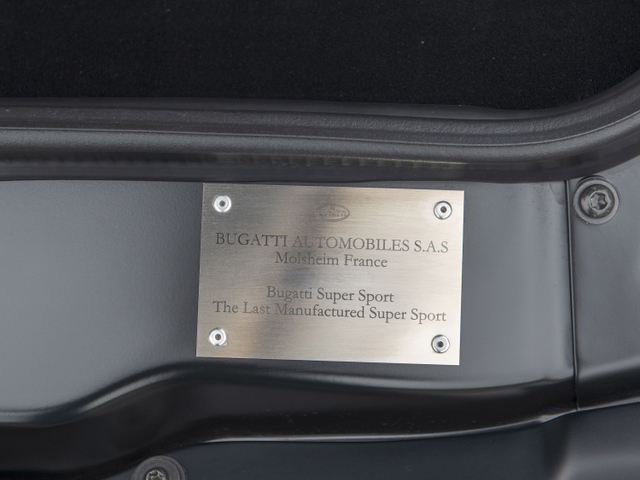 BUGATTI AUTOMOBILES S.A.S
Molsheim France
Bugatti Super Sport
The Last Manufactured Super Sport